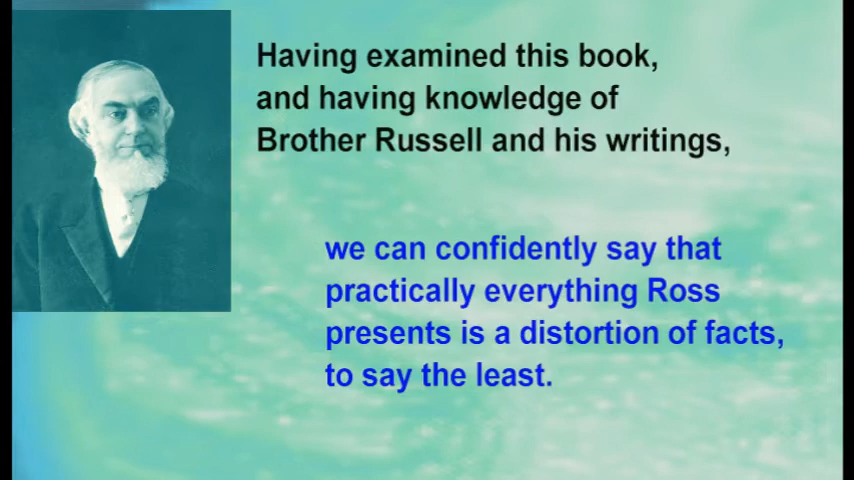 Having examined this book,
and having knowledge of
Brother Russell and his writings,
we can confidently say that
practically everything Ross
presents is a distortion of facts,
to say the least.